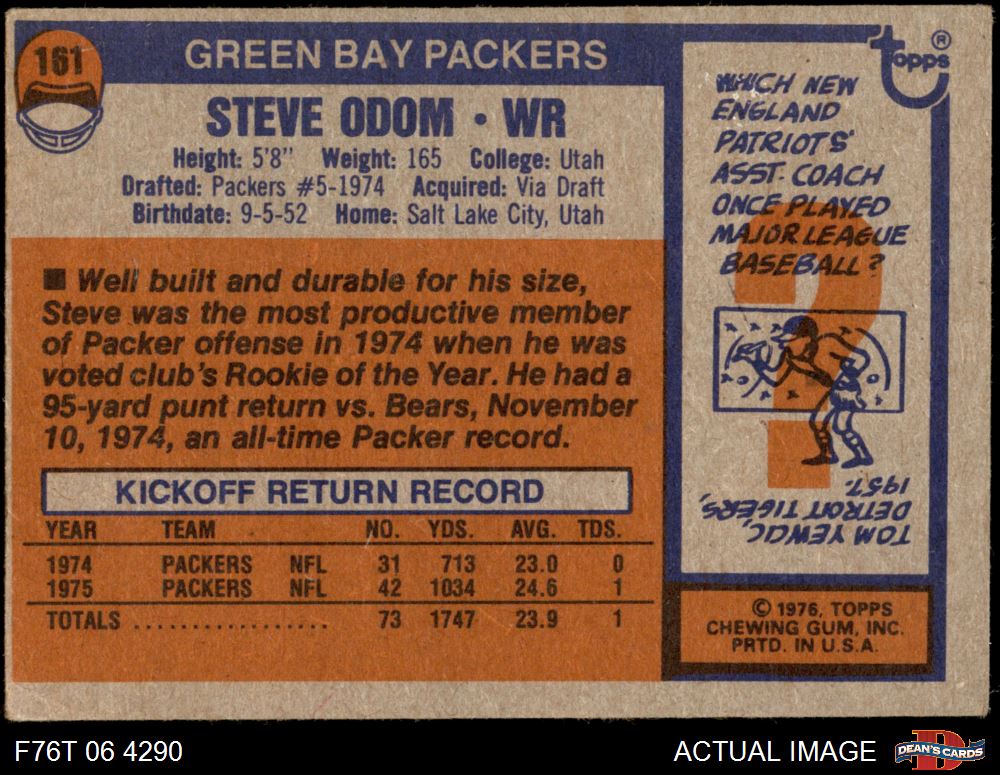 161
GREEN BAY PACKERS
STEVE ODOM • WR
Height: 5'8" Weight: 165 College: Utah
Drafted: Packers #5-1974 Acquired: Via Draft
Birthdate: 9-5-52 Home: Salt Lake City, Utah
■ Well built and durable for his size,
Steve was the most productive member
of Packer offense in 1974 when he was
voted club's Rookie of the Year. He had a
95-yard punt return vs. Bears, November
10, 1974, an all-time Packer record.
KICKOFF RETURN RECORD
YEAR TEAM NO. YDS. AVG. TDS.
1974 PACKERS NFL 31 713 23.0 0
1975 PACKERS NFL 42 1034 24.6 1
TOTALS .................. 73 1747 23.9 1
Topps®
WHICH NEW
ENGLAND
PATRIOTS'
ASST. COACH
ONCE PLAYED
MAJOR LEAGUE
BASEBALL?
?
TOM YEWCIC,
DETROIT TIGERS,
1957.
© 1976, TOPPS
CHEWING GUM, INC.
PRTD. IN U.S.A.
F76T 06 4290
ACTUAL IMAGE
D
DEAN'S CARDS